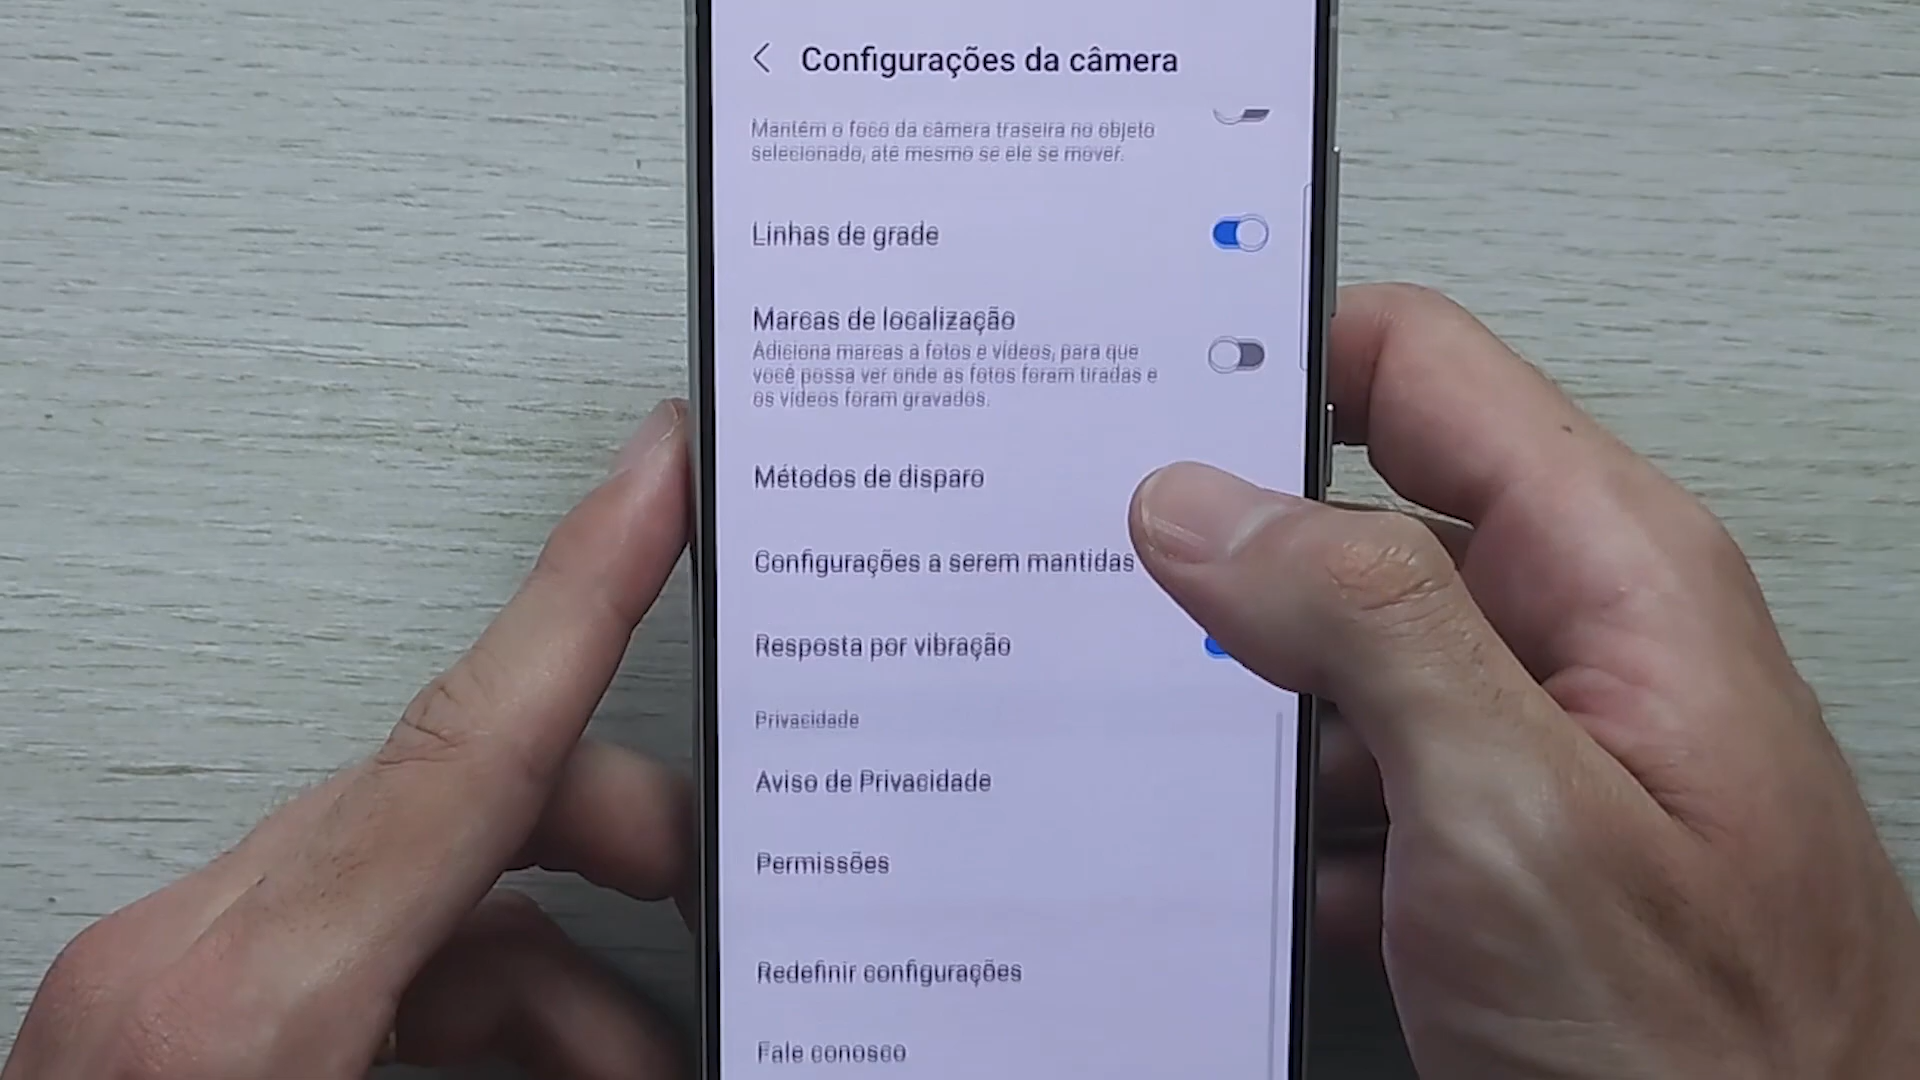 Configurações da câmera
Mantém o foco da câmera traseira no objeto
selecionado, até mesmo se ele se mover.
Linhas de grade
Marcas de localização
Adiciona marcas a fotos e vídeos, para que
você possa ver onde as fotos foram tiradas e
os vídeos foram gravados.
Métodos de disparo
Configurações a serem mantidas
Resposta por vibração
Privacidade
Aviso de Privacidade
Permissões
Redefinir configurações
Fale conosco